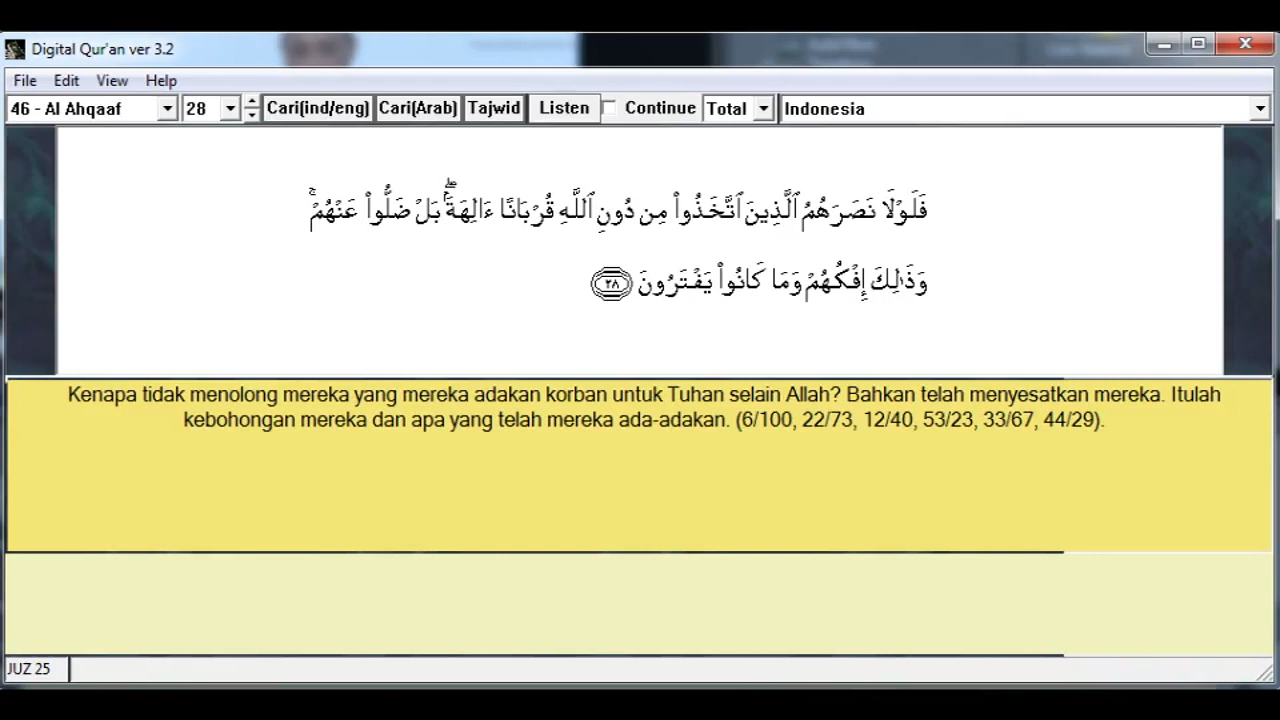 Digital Qur'an ver 3.2
File Edit View Help
46 - Al Ahqaaf 28 Cari(ind/eng) Cari(Arab) Tajwid Listen Continue Total Indonesia
فَلَوْلَا نَصَرَهُمُ ٱلَّذِينَ ٱتَّخَذُوا۟ مِن دُونِ ٱللَّهِ قُرْبَانًا ءَالِهَةًۢ ۖ بَلْ ضَلُّوا۟ عَنْهُمْ ۚ
وَذَٰلِكَ إِفْكُهُمْ وَمَا كَانُوا۟ يَفْتَرُونَ ٢٨
Kenapa tidak menolong mereka yang mereka adakan korban untuk Tuhan selain Allah? Bahkan telah menyesatkan mereka. Itulah
kebohongan mereka dan apa yang telah mereka ada-adakan. (6/100, 22/73, 12/40, 53/23, 33/67, 44/29).
JUZ 25